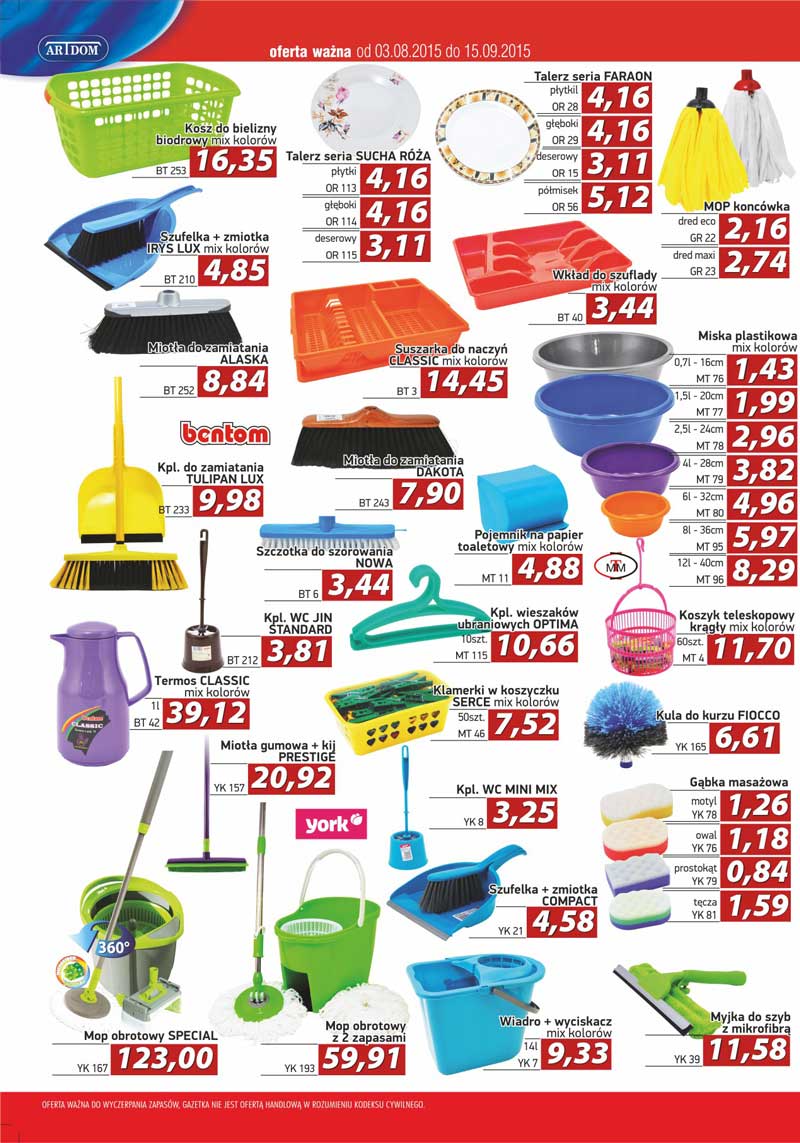 ARTDOM
oferta ważna od 03.08.2015 do 15.09.2015
Kosz do bielizny
biodrowy mix kolorów
BT 253
16,35
Talerz seria SUCHA RÓŻA
płytki
OR 113
4,16
głęboki
OR 114
4,16
deserowy
OR 115
3,11
Talerz seria FARAON
płytkil
OR 28
4,16
głęboki
OR 29
4,16
deserowy
OR 15
3,11
półmisek
OR 56
5,12
MOP koncówka
dred eco
GR 22
2,16
dred maxi
GR 23
2,74
Szufelka + zmiotka
IRYS LUX mix kolorów
BT 210
4,85
Wkład do szuflady
mix kolorów
BT 40
3,44
Miotła do zamiatania
ALASKA
BT 252
8,84
Suszarka do naczyń
CLASSIC mix kolorów
BT 3
14,45
Miska plastikowa
mix kolorów
0,7l - 16cm
MT 76
1,43
1,5l - 20cm
MT 77
1,99
2,5l - 24cm
MT 78
2,96
4l - 28cm
MT 79
3,82
6l - 32cm
MT 80
4,96
8l - 36cm
MT 95
5,97
12l - 40cm
MT 96
8,29
bentom
Kpl. do zamiatania
TULIPAN LUX
BT 233
9,98
Miotła do zamiatania
DAKOTA
BT 243
7,90
Szczotka do szorowania
NOWA
BT 6
3,44
Pojemnik na papier
toaletowy mix kolorów
MT 11
4,88
MTM
Kpl. WC JIN
STANDARD
BT 212
3,81
Kpl. wieszaków
ubraniowych OPTIMA
10szt.
MT 115
10,66
Koszyk teleskopowy
krągły mix kolorów
60szt.
MT 4
11,70
Termos CLASSIC
mix kolorów
1l
BT 42
39,12
CLASSIC
Klamerki w koszyczku
SERCE mix kolorów
50szt.
MT 46
7,52
Kula do kurzu FIOCCO
YK 165
6,61
Miotła gumowa + kij
PRESTIGE
YK 157
20,92
york
Kpl. WC MINI MIX
YK 8
3,25
Gąbka masażowa
motyl
YK 78
1,26
owal
YK 76
1,18
prostokąt
YK 79
0,84
tęcza
YK 81
1,59
Szufelka + zmiotka
COMPACT
YK 21
4,58
360°
Mop obrotowy SPECIAL
YK 167
123,00
Mop obrotowy
z 2 zapasami
YK 193
59,91
Wiadro + wyciskacz
mix kolorów
14l
YK 7
9,33
Myjka do szyb
z mikrofibrą
YK 39
11,58
OFERTA WAŻNA DO WYCZERPANIA ZAPASÓW, GAZETKA NIE JEST OFERTĄ HANDLOWĄ W ROZUMIENIU KODEKSU CYWILNEGO.